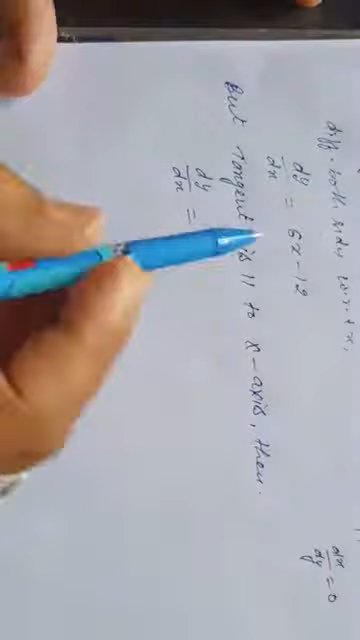 diff. both sides w.r.t x,
dy/dx = 6x-12
But tangent is || to x-axis, then.
dy/dx =
dx/dy = 0